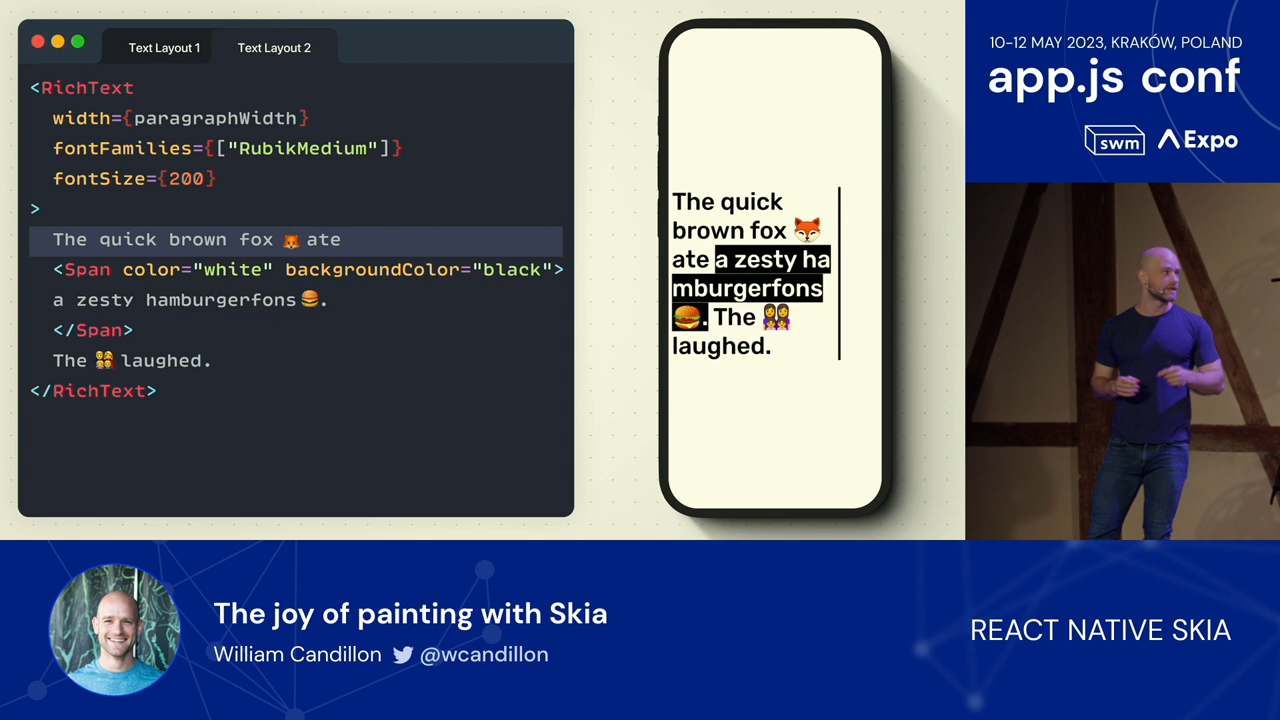 Text Layout 1
Text Layout 2
<RichText
width={paragraphWidth}
fontFamilies={["RubikMedium"]}
fontSize={200}
>
The quick brown fox 🦊 ate
<Span color="white" backgroundColor="black">
a zesty hamburgerfons🍔.
</Span>
The 👨‍👩‍👧‍👦 laughed.
</RichText>
The quick
brown fox 🦊
ate a zesty ha
mburgerfons
🍔. The 👩‍👩‍👧‍👧
laughed.
10–12 MAY 2023, KRAKÓW, POLAND
app.js conf
swm
Expo
The joy of painting with Skia
William Candillon @wcandillon
REACT NATIVE SKIA